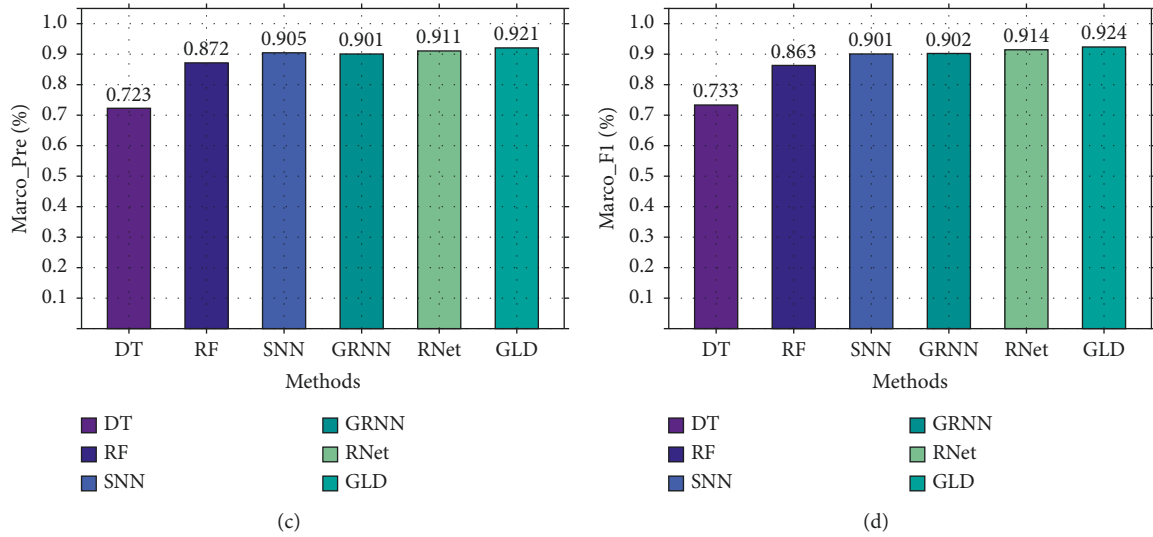 Marco_Pre (%)
1.0
0.9
0.8
0.7
0.6
0.5
0.4
0.3
0.2
0.1
0.723
0.872
0.905
0.901
0.911
0.921
DT RF SNN GRNN RNet GLD
Methods
DT
RF
SNN
GRNN
RNet
GLD
(c)
Marco_F1 (%)
1.0
0.9
0.8
0.7
0.6
0.5
0.4
0.3
0.2
0.1
0.733
0.863
0.901
0.902
0.914
0.924
DT RF SNN GRNN RNet GLD
Methods
DT
RF
SNN
GRNN
RNet
GLD
(d)